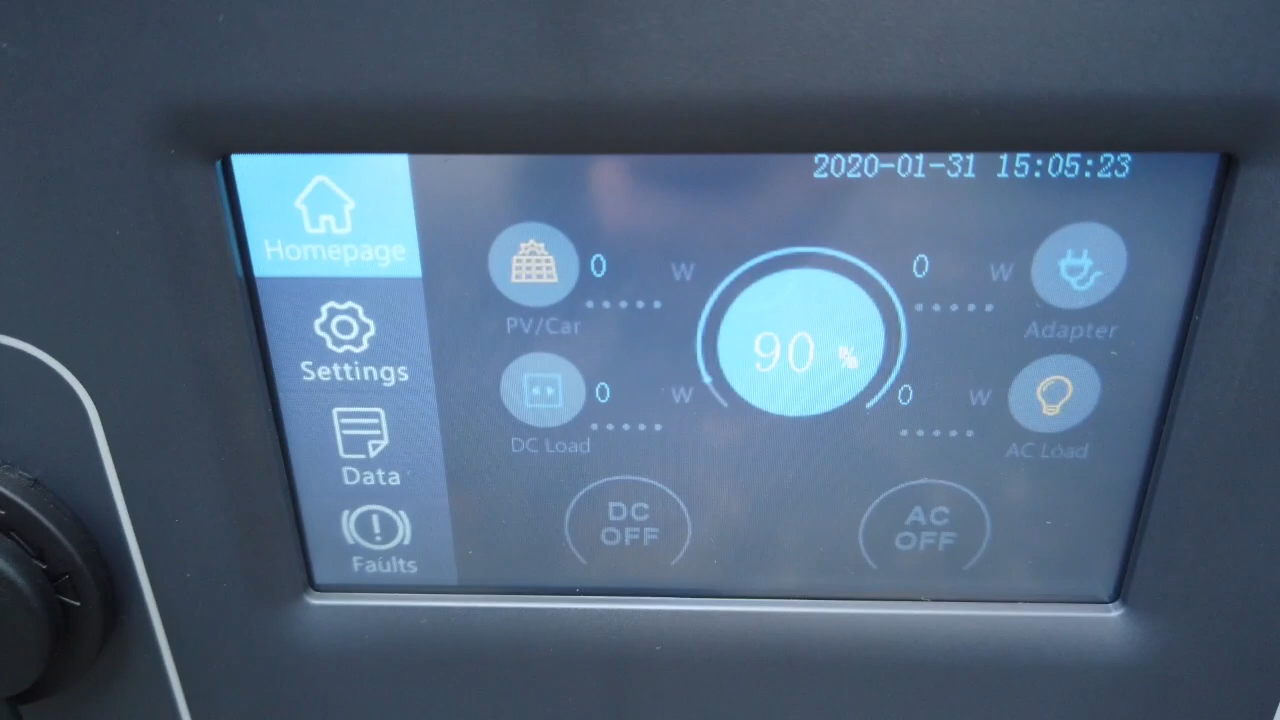 2020-01-31 15:05:23
Homepage
Settings
Data
Faults
0 W
PV/Car
0 W
DC Load
90 %
0 W
Adapter
0 W
AC Load
DC
OFF
AC
OFF